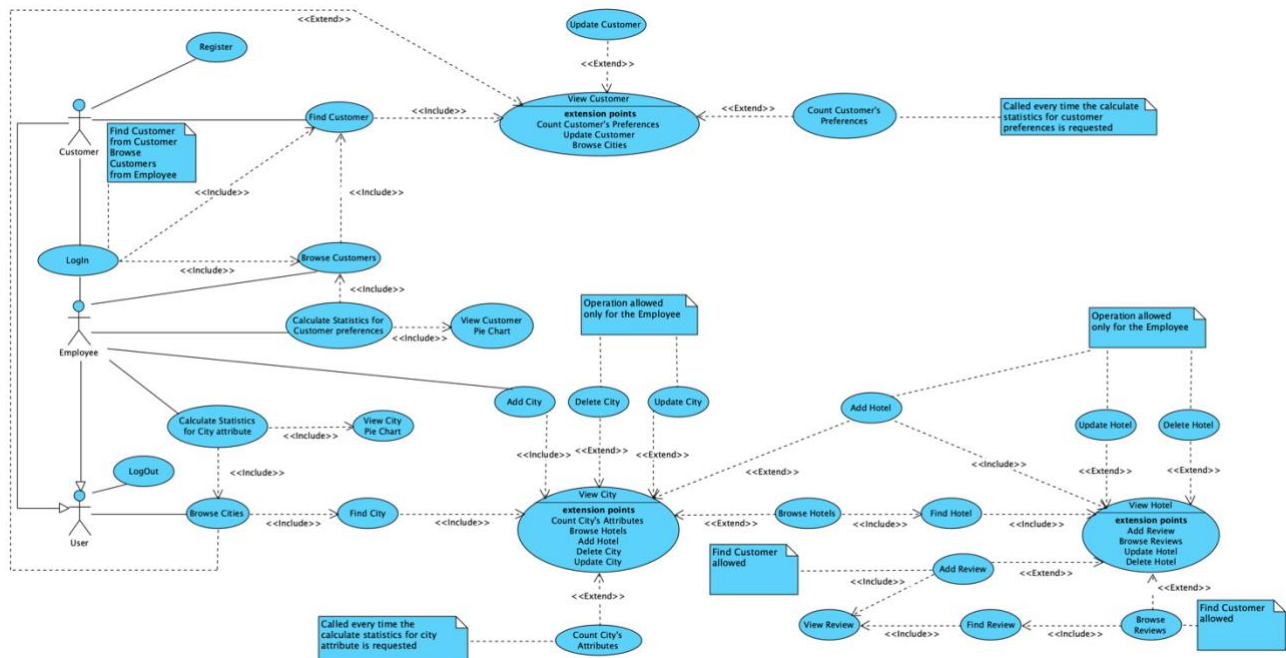 <<Extend>>
Update Customer
Register
<<Extend>>
View Customer
extension points
Count Customer's Preferences
Update Customer
Browse Cities
<<Extend>>
Count Customer's
Preferences
Called every time the calculate
statistics for customer
preferences is requested
Find Customer
<<Include>>
Customer
Find Customer
from Customer
Browse
Customers
from Employee
<<Include>>
<<Include>>
LogIn
<<Include>>
Browse Customers
<<Include>>
Employee
Calculate Statistics for
Customer preferences
<<Include>>
View Customer
Pie Chart
Operation allowed
only for the Employee
Operation allowed
only for the Employee
Add City
Delete City
Update City
Add Hotel
Update Hotel
Delete Hotel
Calculate Statistics
for City attribute
<<Include>>
View City
Pie Chart
<<Include>>
<<Include>>
<<Extend>>
<<Extend>>
<<Extend>>
<<Include>>
<<Extend>>
<<Extend>>
LogOut
User
Browse Cities
<<Include>>
Find City
<<Include>>
View City
extension points
Count City's Attributes
Browse Hotels
Add Hotel
Delete City
Update City
<<Extend>>
Browse Hotels
<<Include>>
Find Hotel
<<Include>>
View Hotel
extension points
Add Review
Browse Reviews
Update Hotel
Delete Hotel
Find Customer
allowed
Add Review
<<Extend>>
<<Include>>
<<Extend>>
View Review
<<Include>>
Find Review
<<Include>>
Browse
Reviews
Find Customer
allowed
<<Extend>>
Called every time the
calculate statistics for city
attribute is requested
Count City's
Attributes